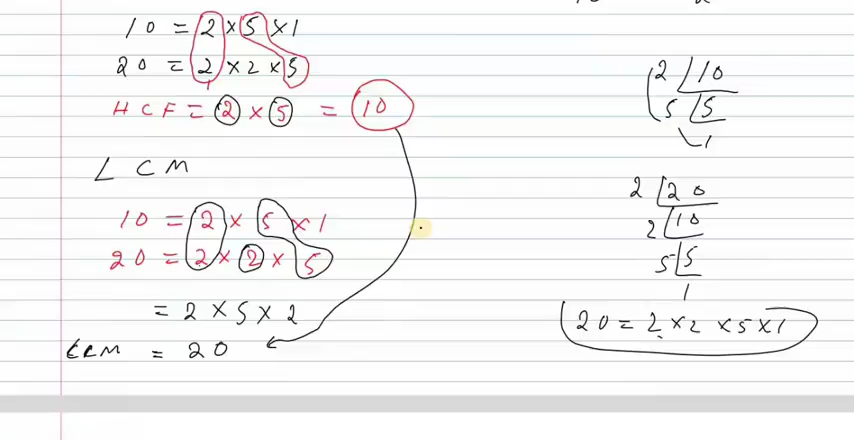 10 = 2 × 5 × 1
20 = 2 × 2 × 5
HCF = 2 × 5 = 10
LCM
10 = 2 × 5 × 1
20 = 2 × 2 × 5
= 2 × 5 × 2
LCM = 20
2 10
5 5
1
2 20
2 10
5 5
1
20 = 2 × 2 × 5 × 1